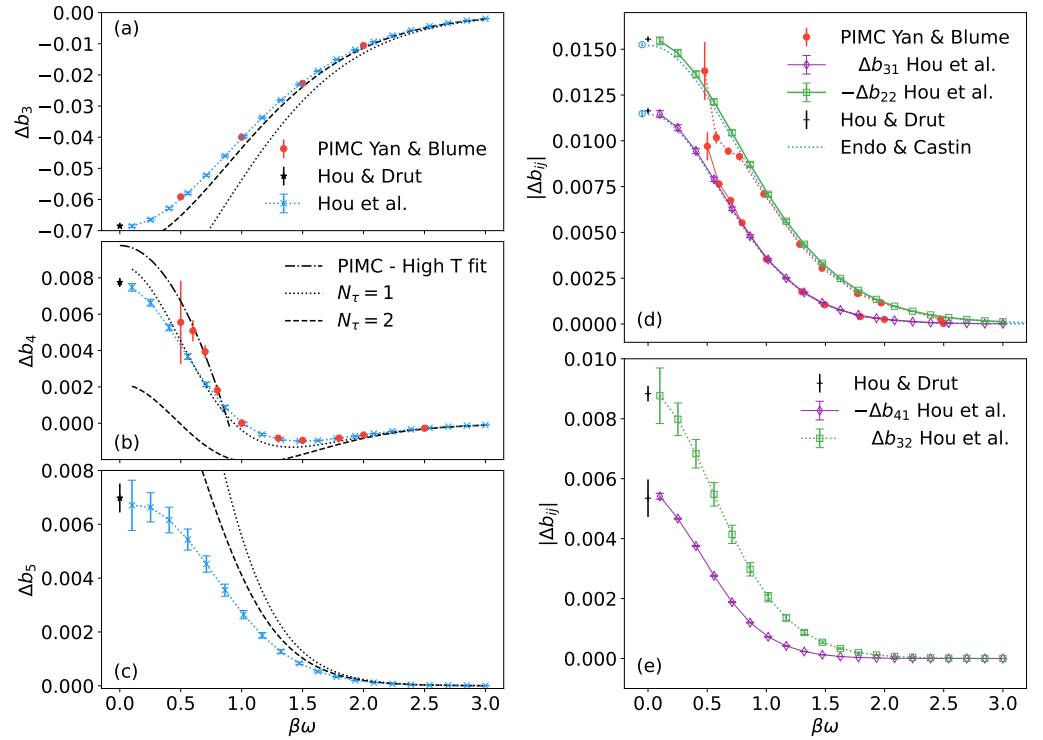 (a)
Δb₃
0.00
−0.01
−0.02
−0.03
−0.04
−0.05
−0.06
−0.07
PIMC Yan & Blume
Hou & Drut
Hou et al.
(b)
Δb₄
0.008
0.006
0.004
0.002
0.000
PIMC - High T fit
N_τ = 1
N_τ = 2
(c)
Δb₅
0.008
0.006
0.004
0.002
0.000
0.0 0.5 1.0 1.5 2.0 2.5 3.0
βω
(d)
|Δb_ij|
0.0150
0.0125
0.0100
0.0075
0.0050
0.0025
0.0000
PIMC Yan & Blume
Δb₃₁ Hou et al.
−Δb₂₂ Hou et al.
Hou & Drut
Endo & Castin
(e)
|Δb_ij|
0.010
0.008
0.006
0.004
0.002
0.000
Hou & Drut
−Δb₄₁ Hou et al.
Δb₃₂ Hou et al.
0.0 0.5 1.0 1.5 2.0 2.5 3.0
βω